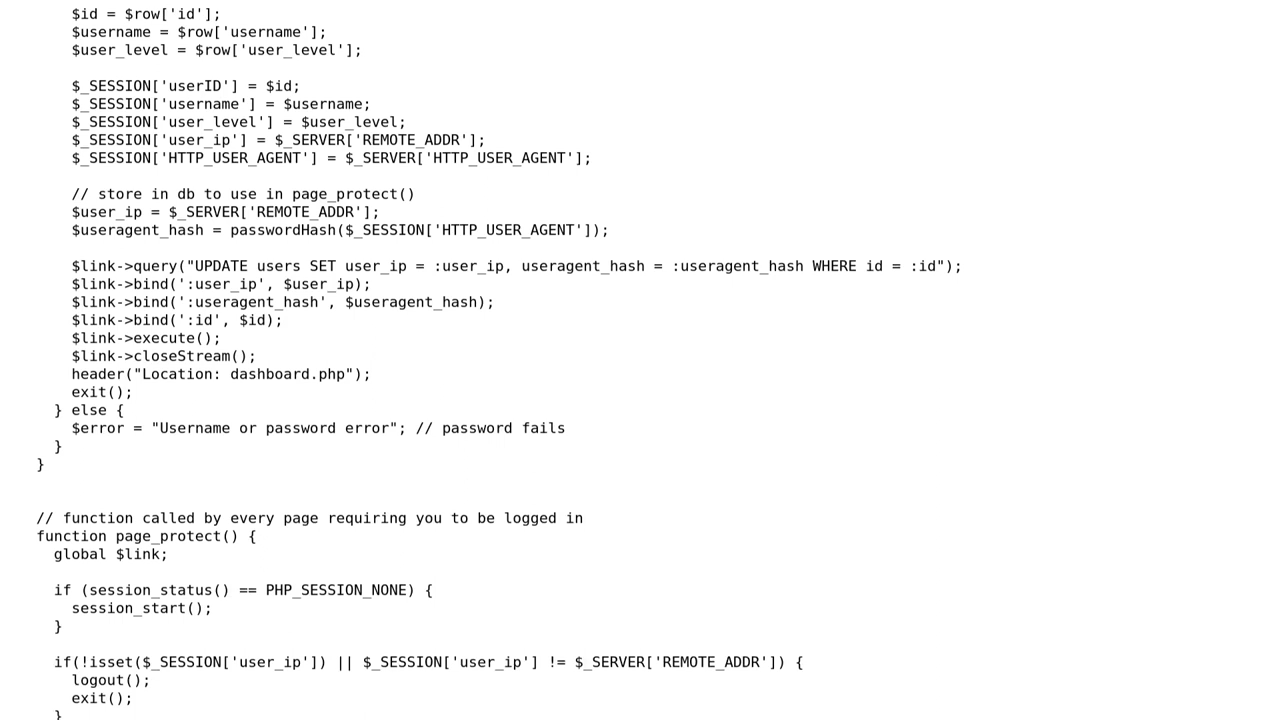 $id = $row['id'];
$username = $row['username'];
$user_level = $row['user_level'];

$_SESSION['userID'] = $id;
$_SESSION['username'] = $username;
$_SESSION['user_level'] = $user_level;
$_SESSION['user_ip'] = $_SERVER['REMOTE_ADDR'];
$_SESSION['HTTP_USER_AGENT'] = $_SERVER['HTTP_USER_AGENT'];

// store in db to use in page_protect()
$user_ip = $_SERVER['REMOTE_ADDR'];
$useragent_hash = passwordHash($_SESSION['HTTP_USER_AGENT']);

$link->query("UPDATE users SET user_ip = :user_ip, useragent_hash = :useragent_hash WHERE id = :id");
$link->bind(':user_ip', $user_ip);
$link->bind(':useragent_hash', $useragent_hash);
$link->bind(':id', $id);
$link->execute();
$link->closeStream();
header("Location: dashboard.php");
exit();
} else {
$error = "Username or password error"; // password fails
}
}

// function called by every page requiring you to be logged in
function page_protect() {
global $link;

if (session_status() == PHP_SESSION_NONE) {
session_start();
}

if(!isset($_SESSION['user_ip']) || $_SESSION['user_ip'] != $_SERVER['REMOTE_ADDR']) {
logout();
exit();
}